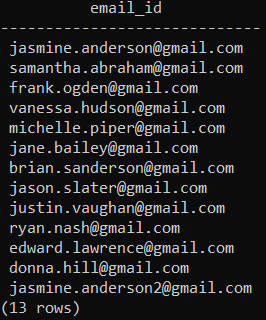 email_id
-----------------------------
jasmine.anderson@gmail.com
samantha.abraham@gmail.com
frank.ogden@gmail.com
vanessa.hudson@gmail.com
michelle.piper@gmail.com
jane.bailey@gmail.com
brian.sanderson@gmail.com
jason.slater@gmail.com
justin.vaughan@gmail.com
ryan.nash@gmail.com
edward.lawrence@gmail.com
donna.hill@gmail.com
jasmine.anderson2@gmail.com
(13 rows)